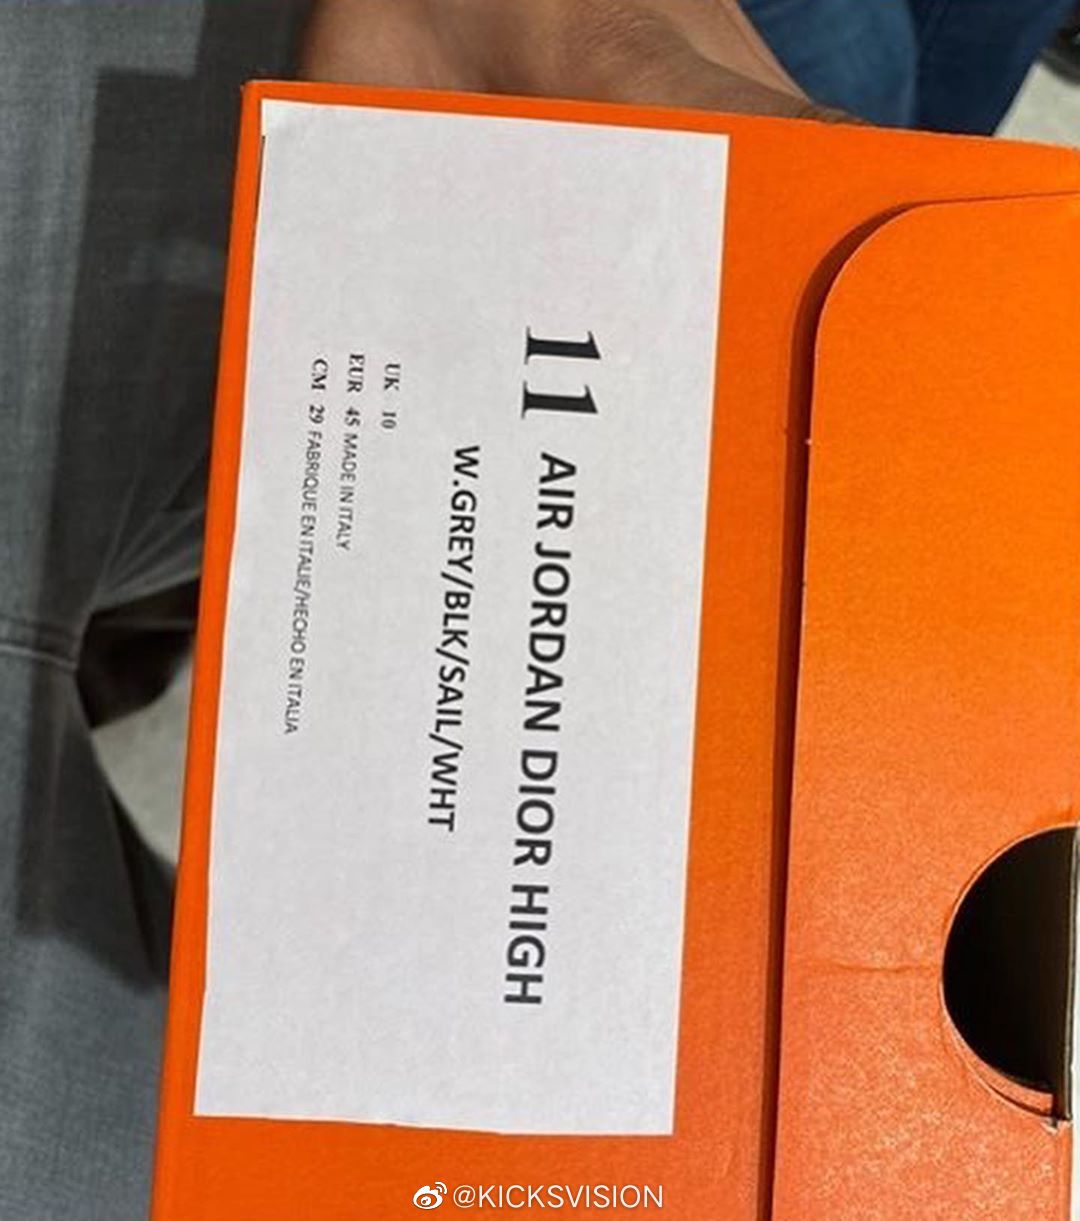 11 AIR JORDAN DIOR HIGH
W.GREY/BLK/SAIL/WHT
UK 10
EUR 45 MADE IN ITALY
CM 29 FABRIQUE EN ITALIE/HECHO EN ITALIA
@KICKSVISION